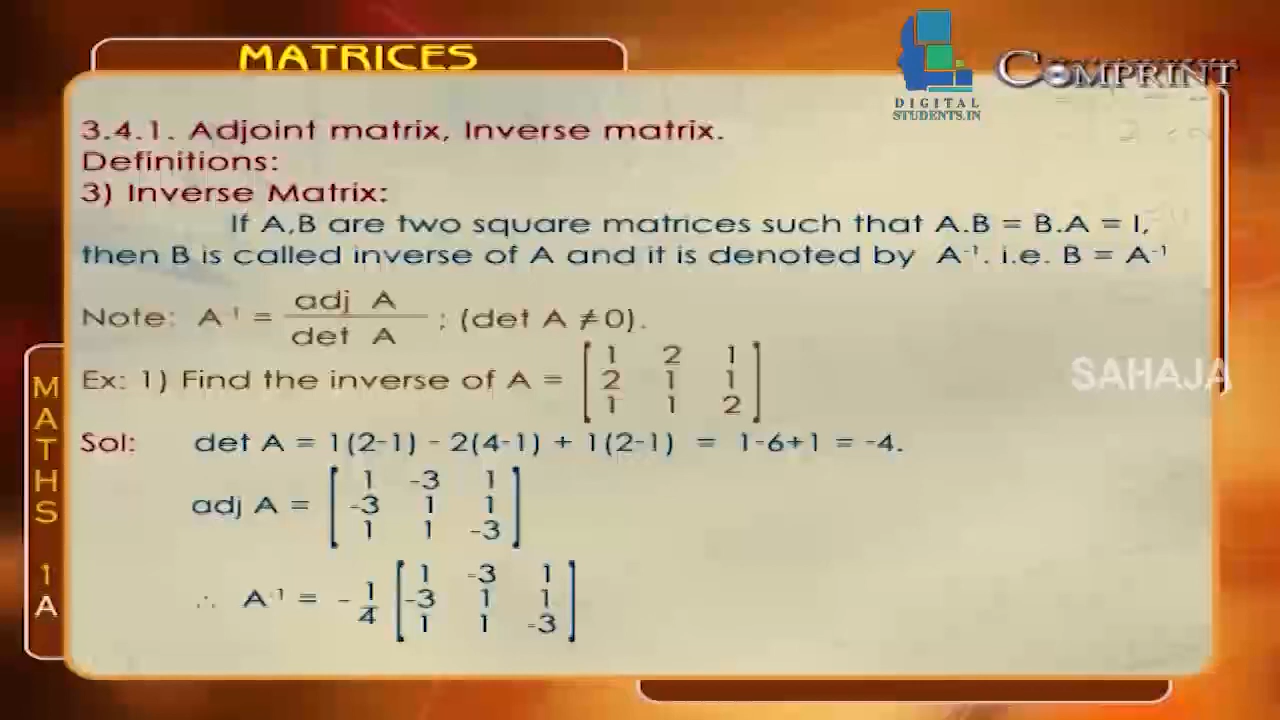 MATRICES
DIGITAL
STUDENTS.IN
COMPRINT
3.4.1. Adjoint matrix, Inverse matrix.
Definitions:
3) Inverse Matrix:
If A,B are two square matrices such that A.B = B.A = I,
then B is called inverse of A and it is denoted by A⁻¹. i.e. B = A⁻¹
Note: A⁻¹ = adj A / det A ; (det A ≠ 0).
Ex: 1) Find the inverse of A = [1 2 1
2 1 1
1 1 2]
SAHAJA
Sol: det A = 1(2-1) - 2(4-1) + 1(2-1) = 1-6+1 = -4.
adj A = [1 -3 1
-3 1 1
1 1 -3]
∴ A⁻¹ = - 1/4 [1 -3 1
-3 1 1
1 1 -3]
MATHS 1A